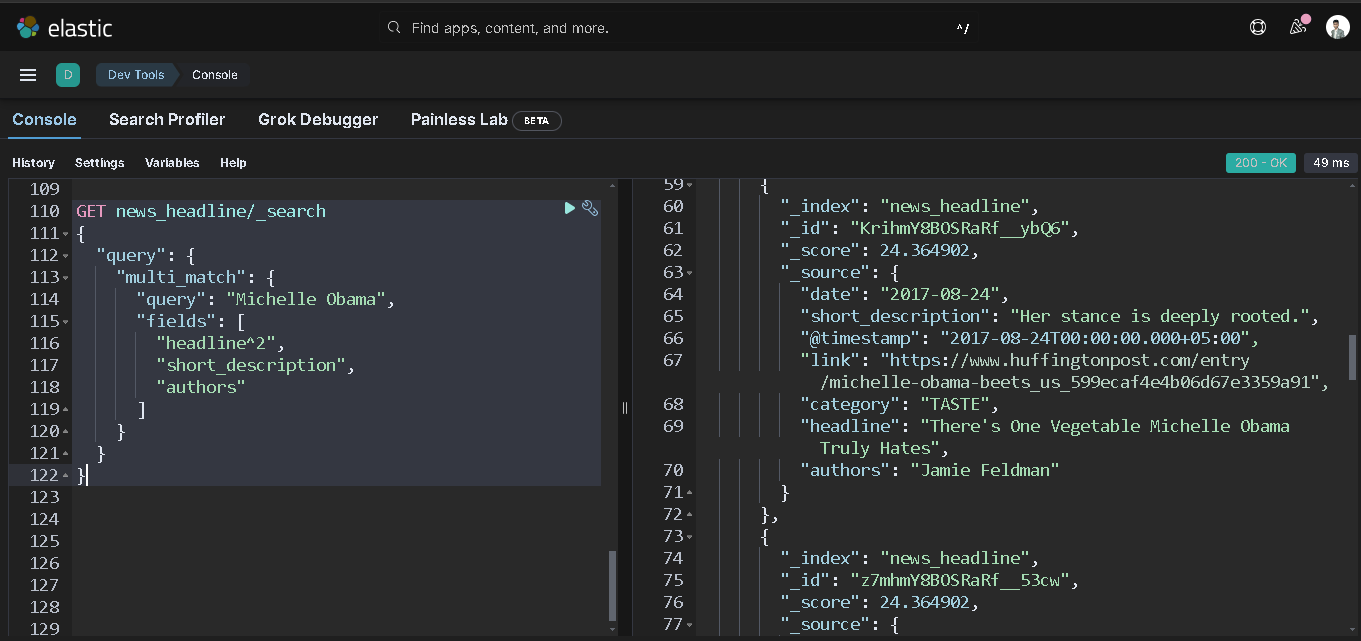 elastic
Find apps, content, and more.
^/
D
Dev Tools
Console
Console
Search Profiler
Grok Debugger
Painless Lab
BETA
History
Settings
Variables
Help
200 - OK
49 ms
109
110 GET news_headline/_search
111 {
112 "query": {
113 "multi_match": {
114 "query": "Michelle Obama",
115 "fields": [
116 "headline^2",
117 "short_description",
118 "authors"
119 ]
120 }
121 }
122 }
123
124
125
126
127
128
129
59 {
60 "_index": "news_headline",
61 "_id": "KrihmY8BOSRaRf__ybQ6",
62 "_score": 24.364902,
63 "_source": {
64 "date": "2017-08-24",
65 "short_description": "Her stance is deeply rooted.",
66 "@timestamp": "2017-08-24T00:00:00.000+05:00",
67 "link": "https://www.huffingtonpost.com/entry
/michelle-obama-beets_us_599ecaf4e4b06d67e3359a91",
68 "category": "TASTE",
69 "headline": "There's One Vegetable Michelle Obama
Truly Hates",
70 "authors": "Jamie Feldman"
71 }
72 },
73 {
74 "_index": "news_headline",
75 "_id": "z7mhmY8BOSRaRf__53cw",
76 "_score": 24.364902,
77 "_source": {